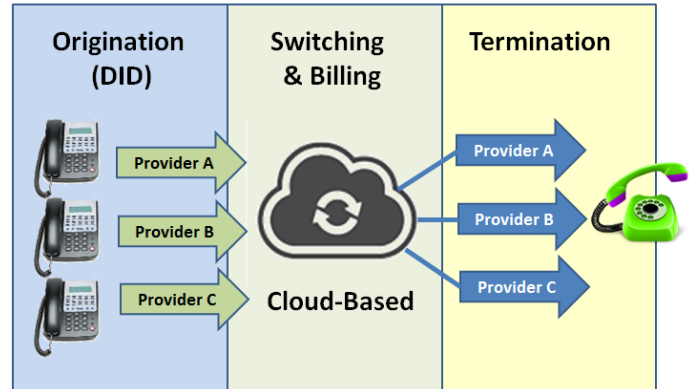 Origination
(DID)
Switching
& Billing
Termination
Provider A
Provider B
Provider C
Cloud-Based
Provider A
Provider B
Provider C